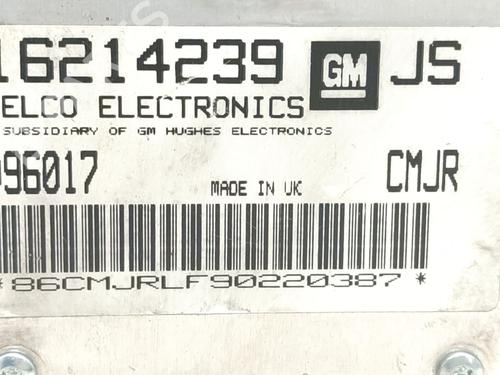 16214239 GM JS
ELCO ELECTRONICS
SUBSIDIARY OF GM HUGHES ELECTRONICS
96017 MADE IN UK CMJR
*86CMJRLF90220387*